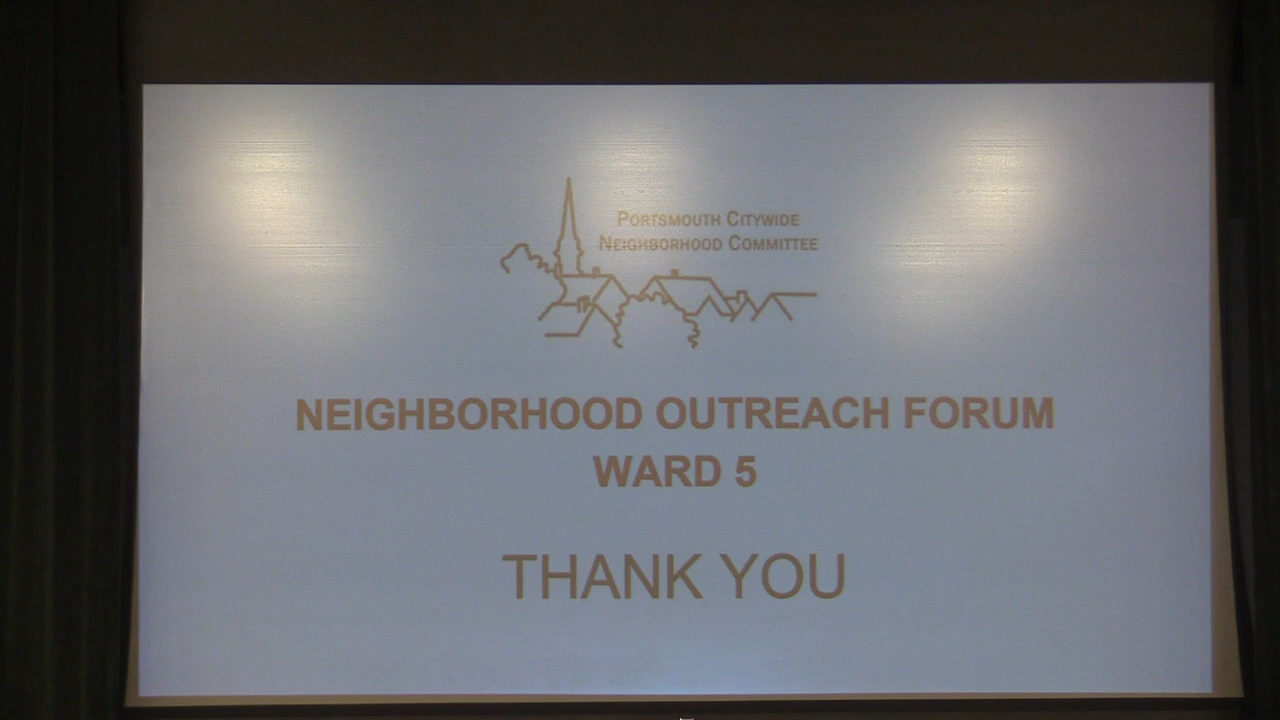 PORTSMOUTH CITYWIDE
NEIGHBORHOOD COMMITTEE
NEIGHBORHOOD OUTREACH FORUM
WARD 5
THANK YOU